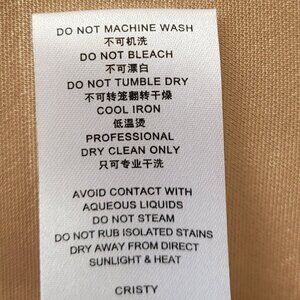 DO NOT MACHINE WASH
不可机洗
DO NOT BLEACH
不可漂白
DO NOT TUMBLE DRY
不可转笼翻转干燥
COOL IRON
低温烫
PROFESSIONAL
DRY CLEAN ONLY
只可专业干洗
AVOID CONTACT WITH
AQUEOUS LIQUIDS
DO NOT STEAM
DO NOT RUB ISOLATED STAINS
DRY AWAY FROM DIRECT
SUNLIGHT & HEAT
CRISTY